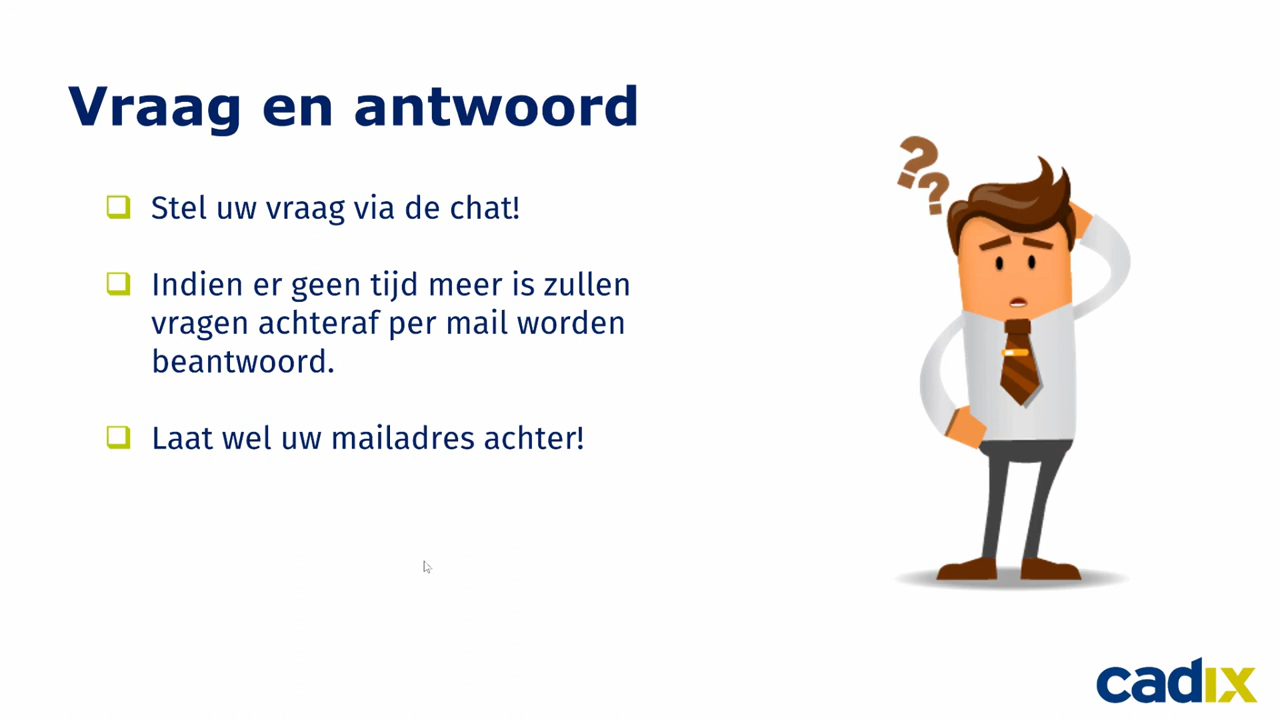 Vraag en antwoord
Stel uw vraag via de chat!
Indien er geen tijd meer is zullen
vragen achteraf per mail worden
beantwoord.
Laat wel uw mailadres achter!
??
cadix